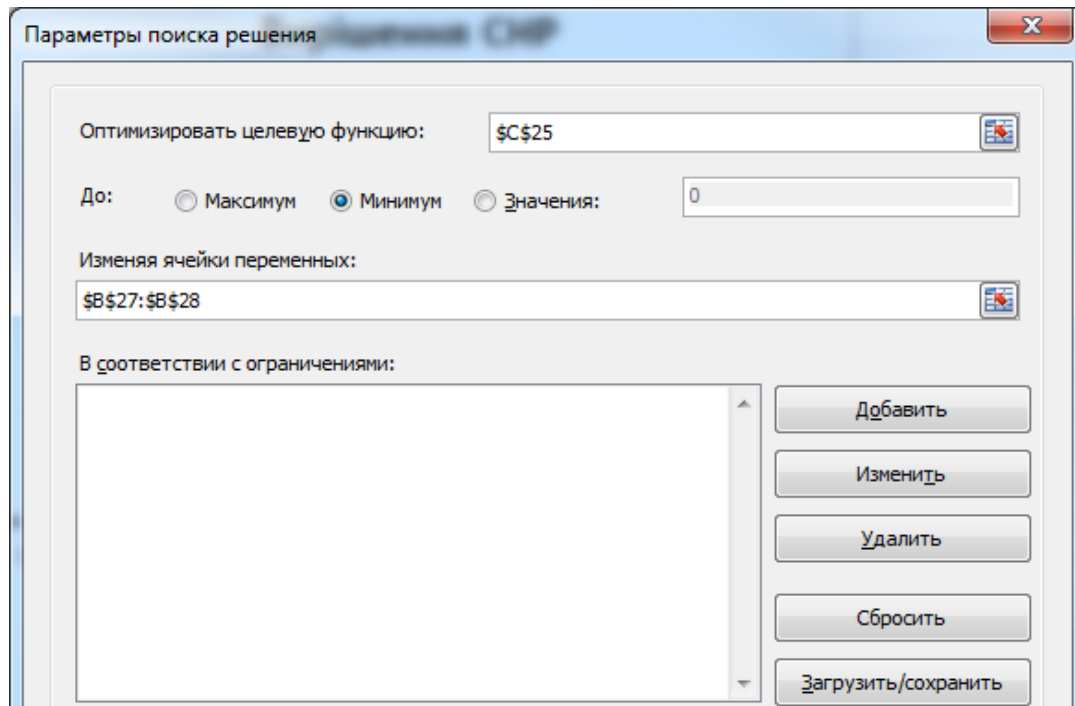 Параметры поиска решения
СНР
Оптимизировать целевую функцию: $C$25
До: Максимум Минимум Значения: 0
Изменяя ячейки переменных:
$B$27:$B$28
В соответствии с ограничениями:
Добавить
Изменить
Удалить
Сбросить
Загрузить/сохранить